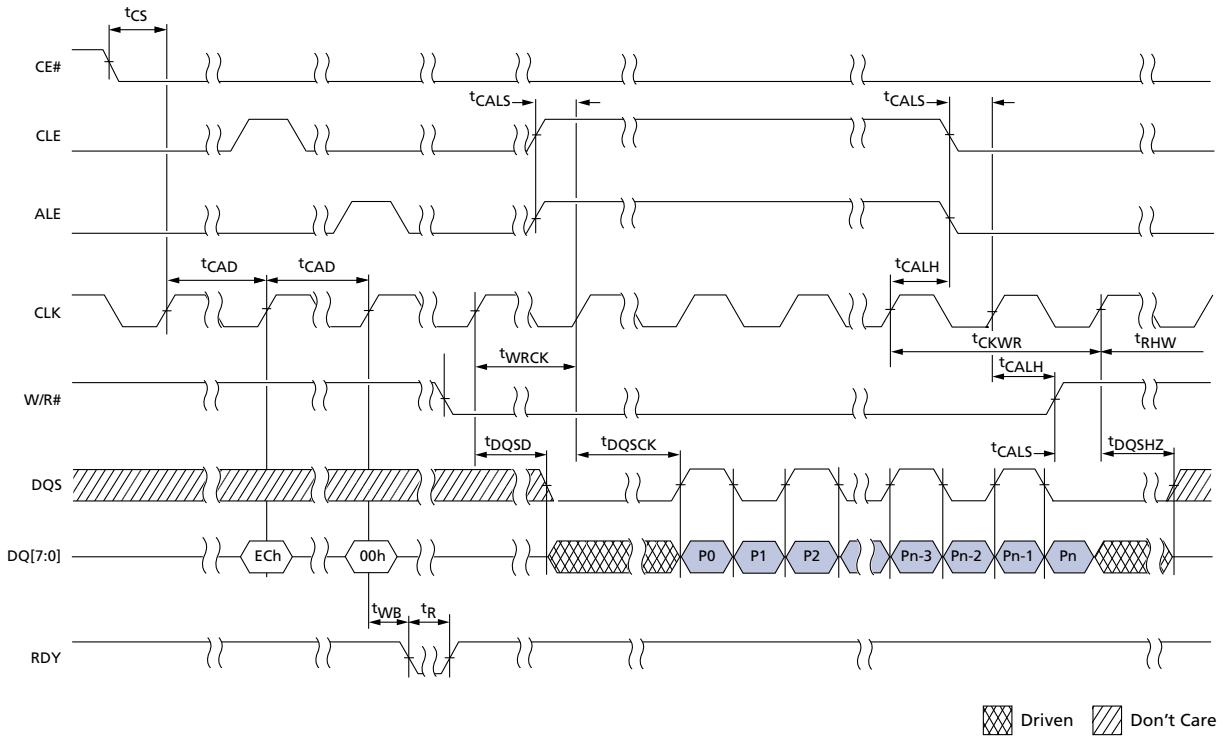 tCS
CE#
tCALS
tCALS
CLE
ALE
tCAD
tCAD
tCALH
CLK
tWRCK
tCKWR
tRHW
tCALH
W/R#
tDQSD
tDQSCK
tCALS
tDQSHZ
DQS
DQ[7:0]
ECh
00h
P0
P1
P2
Pn-3
Pn-2
Pn-1
Pn
tWB
tR
RDY
Driven
Don't Care